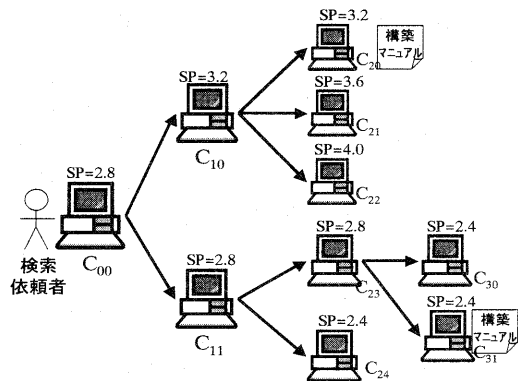 SP=3.2
構築
マニュアル
C20
SP=3.2
C10
SP=3.6
C21
SP=4.0
C22
SP=2.8
検索
依頼者
C00
SP=2.8
C11
SP=2.8
C23
SP=2.4
C30
SP=2.4
構築
マニュアル
C31
SP=2.4
C24